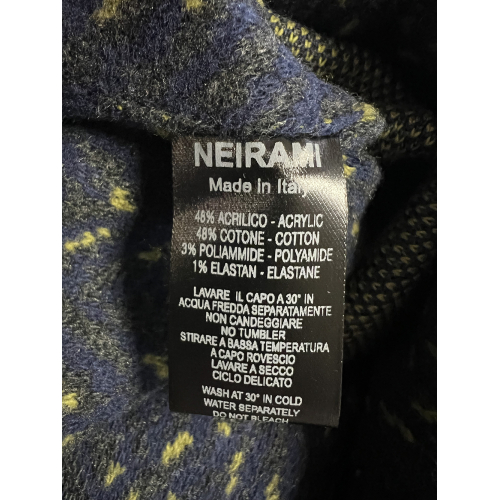 NEIRAMI
Made in Italy
48% ACRILICO - ACRYLIC
48% COTONE - COTTON
3% POLIAMMIDE - POLYAMIDE
1% ELASTAN - ELASTANE
LAVARE IL CAPO A 30° IN
ACQUA FREDDA SEPARATAMENTE
NON CANDEGGIARE
NO TUMBLER
STIRARE A BASSA TEMPERATURA
A CAPO ROVESCIO
LAVARE A SECCO
CICLO DELICATO
WASH AT 30° IN COLD
WATER SEPARATELY
DO NOT BLEACH